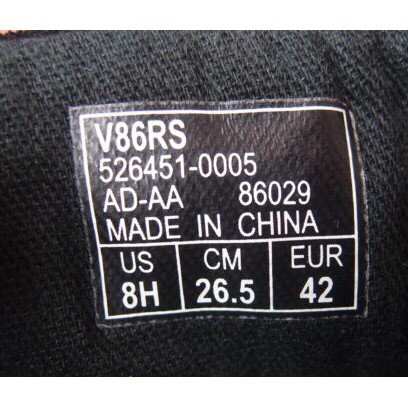 V86RS
526451-0005
AD-AA 86029
MADE IN CHINA
US CM EUR
8H 26.5 42